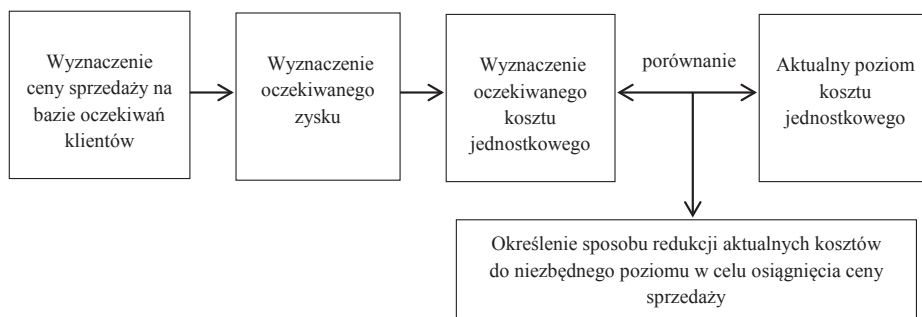 Wyznaczenie
ceny sprzedaży na
bazie oczekiwań
klientów
Wyznaczenie
oczekiwanego
zysku
Wyznaczenie
oczekiwanego
kosztu
jednostkowego
porównanie
Aktualny poziom
kosztu
jednostkowego
Określenie sposobu redukcji aktualnych kosztów
do niezbędnego poziomu w celu osiągnięcia ceny
sprzedaży